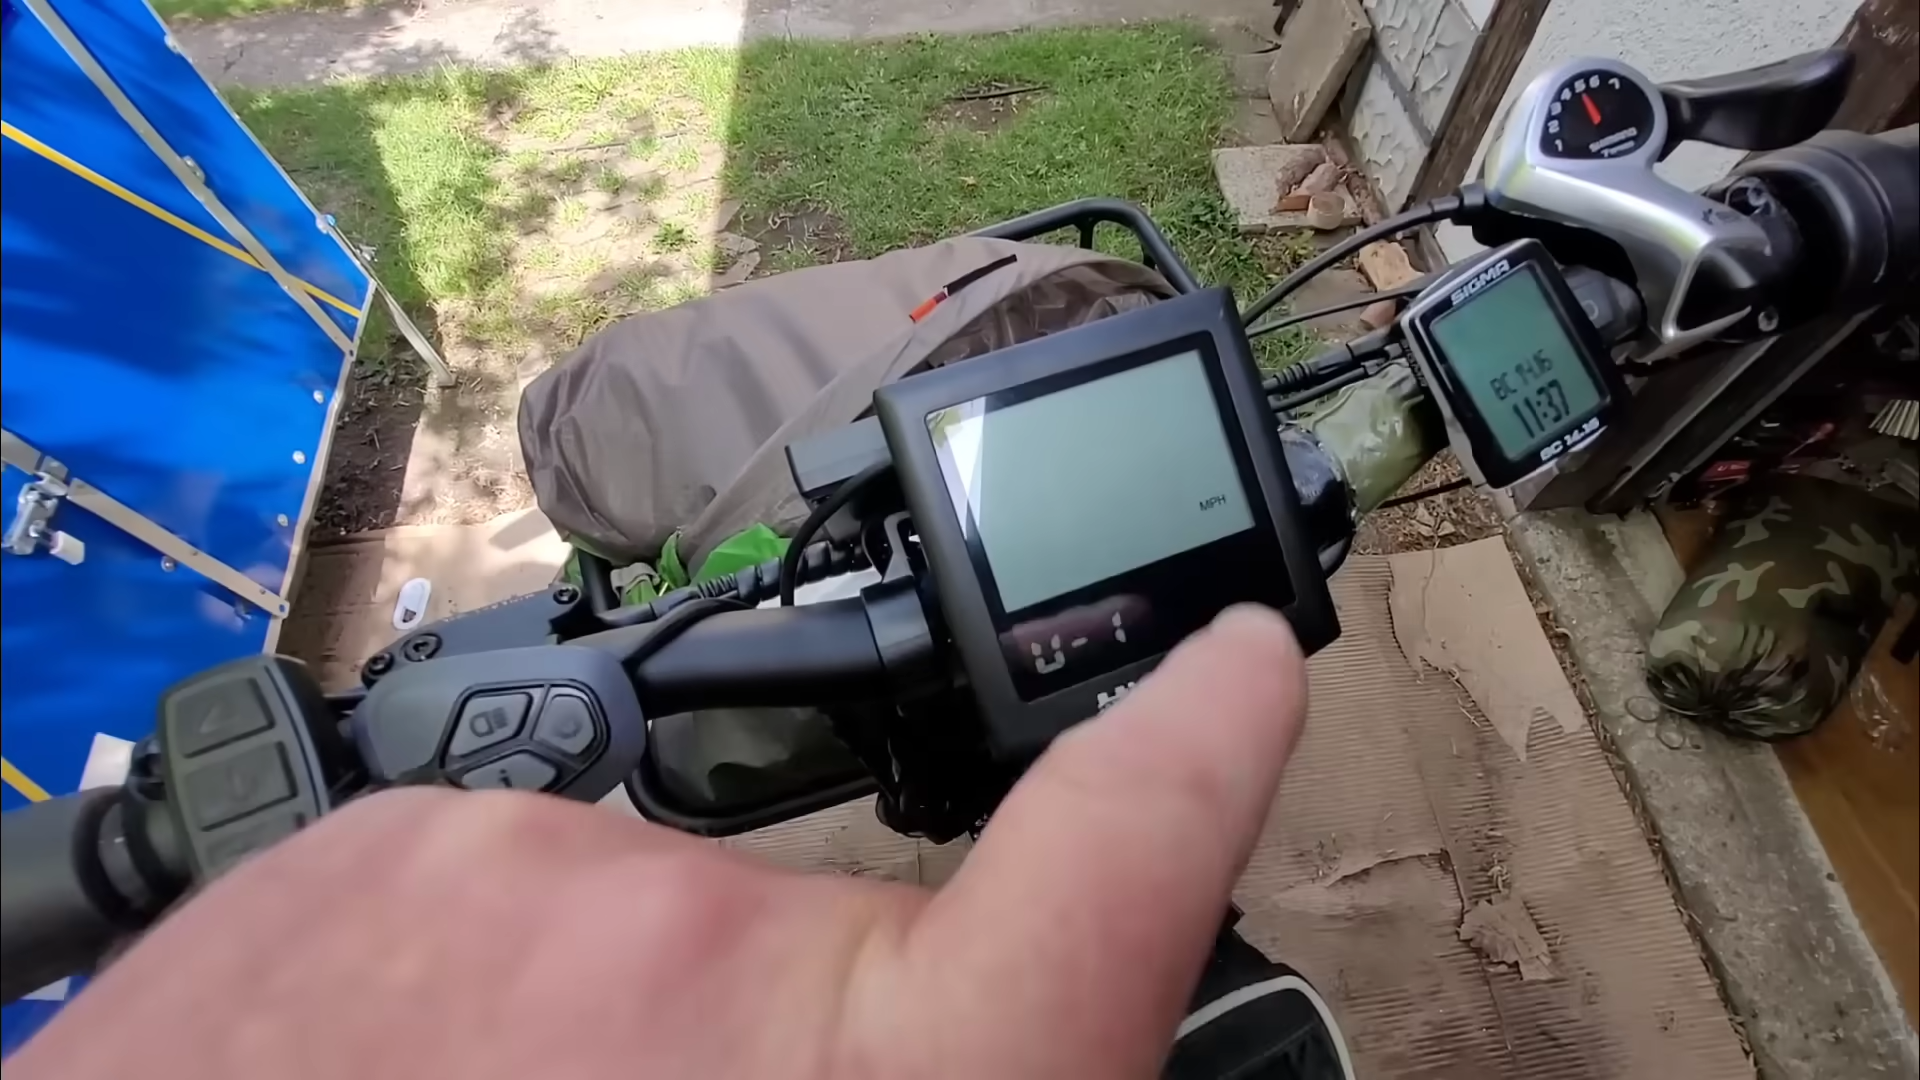 1 2 3 4 5 6 7
SHIMANO
Tourney
SIGMA
BC 14.16
11:37
BC 14.16
MPH
U-1
i